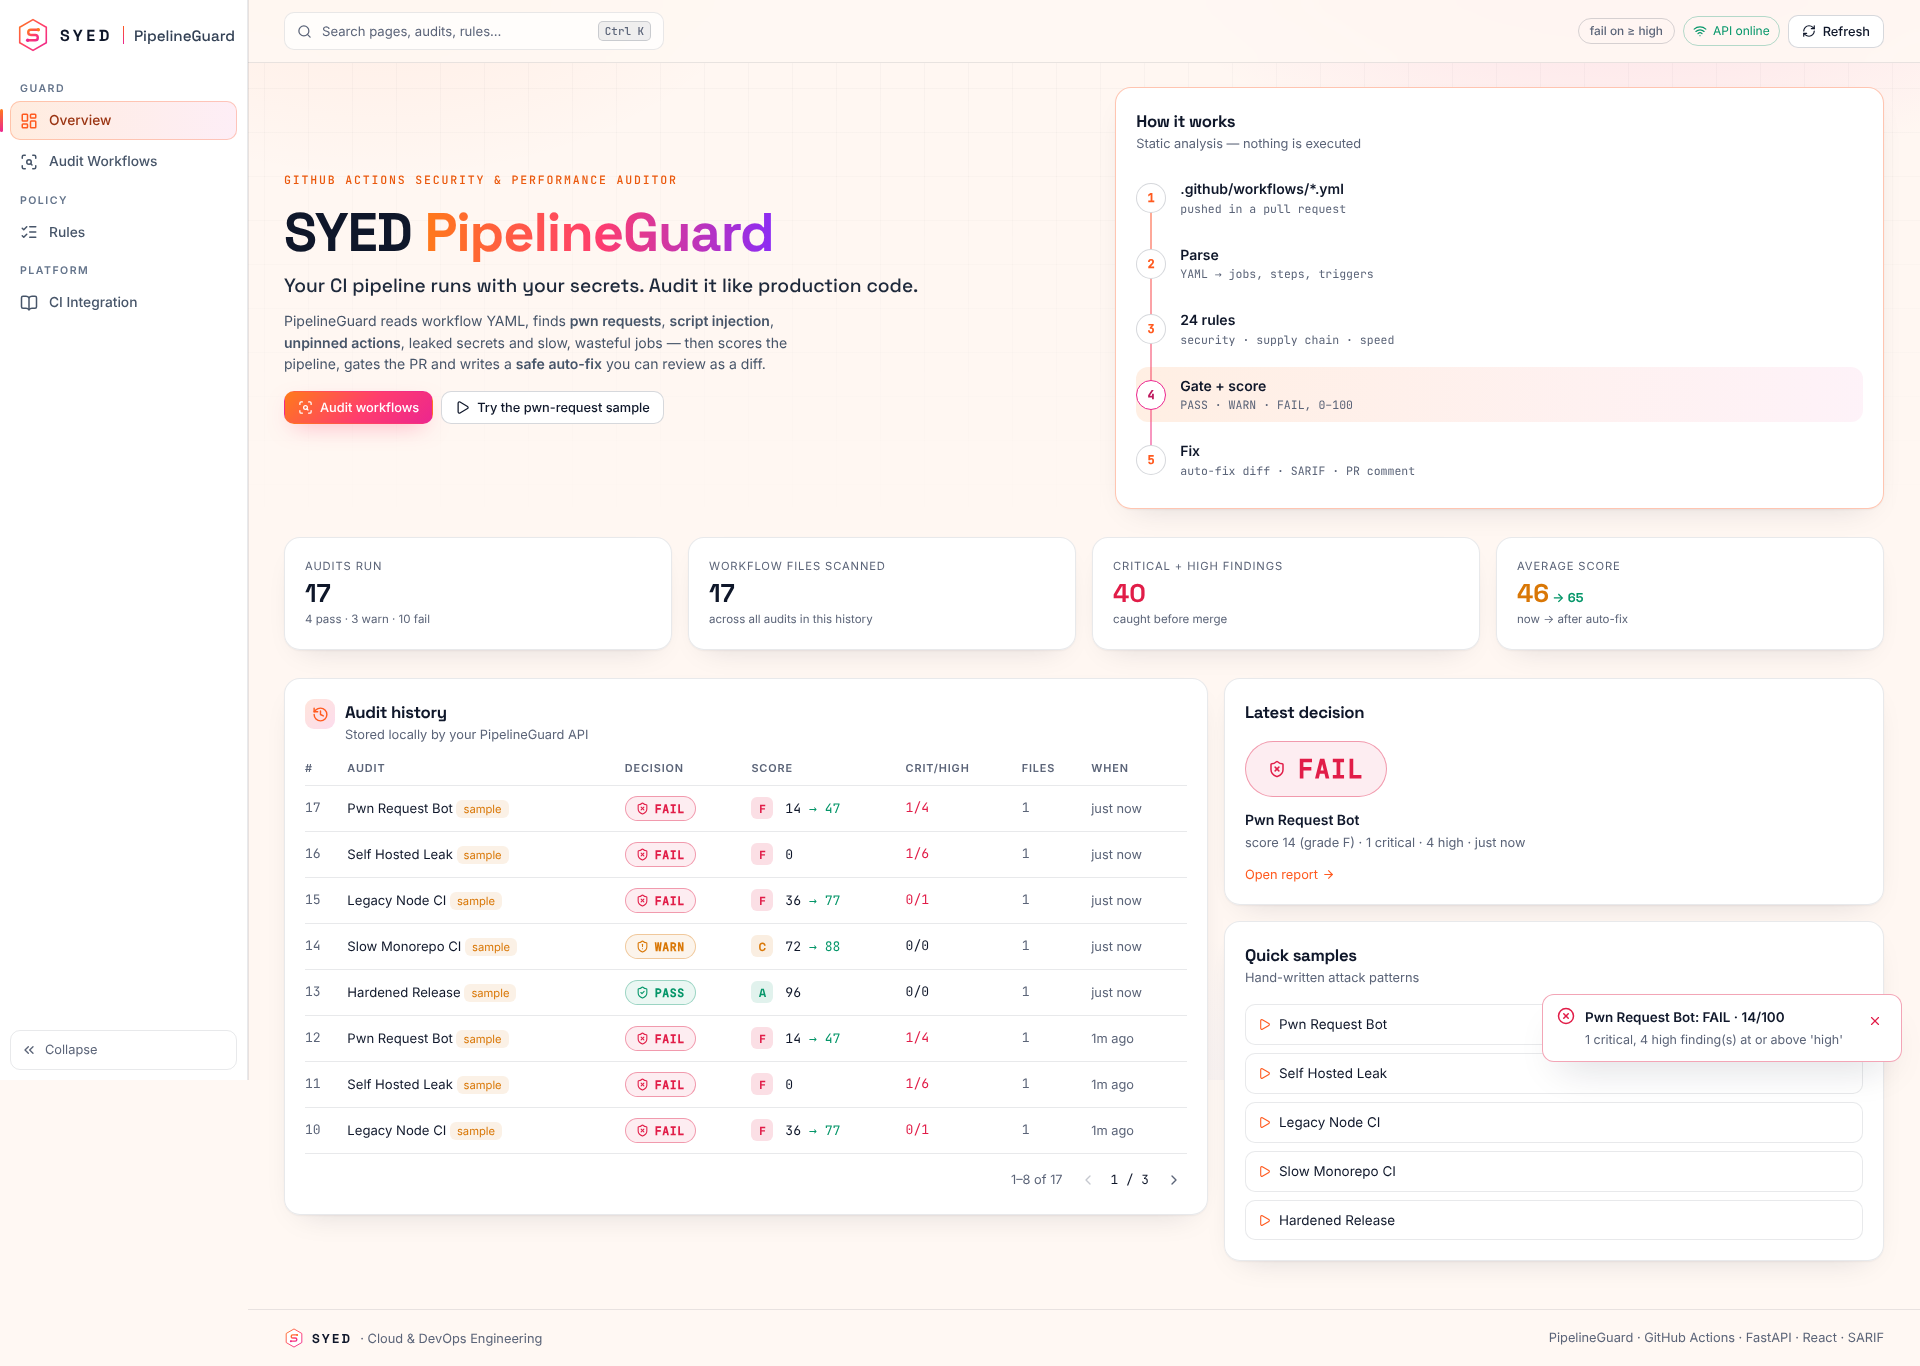 SYED | PipelineGuard
GUARD
Overview
Audit Workflows
POLICY
Rules
PLATFORM
CI Integration
Collapse
Search pages, audits, rules...
Ctrl K
fail on ≥ high
API online
Refresh
GITHUB ACTIONS SECURITY & PERFORMANCE AUDITOR
SYED PipelineGuard
Your CI pipeline runs with your secrets. Audit it like production code.
PipelineGuard reads workflow YAML, finds pwn requests, script injection,
unpinned actions, leaked secrets and slow, wasteful jobs — then scores the
pipeline, gates the PR and writes a safe auto-fix you can review as a diff.
Audit workflows
Try the pwn-request sample
How it works
Static analysis — nothing is executed
1
.github/workflows/*.yml
pushed in a pull request
2
Parse
YAML → jobs, steps, triggers
3
24 rules
security · supply chain · speed
4
Gate + score
PASS · WARN · FAIL, 0–100
5
Fix
auto-fix diff · SARIF · PR comment
AUDITS RUN
17
4 pass · 3 warn · 10 fail
WORKFLOW FILES SCANNED
17
across all audits in this history
CRITICAL + HIGH FINDINGS
40
caught before merge
AVERAGE SCORE
46 → 65
now → after auto-fix
Audit history
Stored locally by your PipelineGuard API
# AUDIT DECISION SCORE CRIT/HIGH FILES WHEN
17 Pwn Request Bot sample FAIL F 14 → 47 1/4 1 just now
16 Self Hosted Leak sample FAIL F 0 1/6 1 just now
15 Legacy Node CI sample FAIL F 36 → 77 0/1 1 just now
14 Slow Monorepo CI sample WARN C 72 → 88 0/0 1 just now
13 Hardened Release sample PASS A 96 0/0 1 just now
12 Pwn Request Bot sample FAIL F 14 → 47 1/4 1 1m ago
11 Self Hosted Leak sample FAIL F 0 1/6 1 1m ago
10 Legacy Node CI sample FAIL F 36 → 77 0/1 1 1m ago
1–8 of 17 1 / 3
Latest decision
FAIL
Pwn Request Bot
score 14 (grade F) · 1 critical · 4 high · just now
Open report →
Quick samples
Hand-written attack patterns
Pwn Request Bot
Self Hosted Leak
Legacy Node CI
Slow Monorepo CI
Hardened Release
Pwn Request Bot: FAIL · 14/100
1 critical, 4 high finding(s) at or above 'high'
SYED · Cloud & DevOps Engineering
PipelineGuard · GitHub Actions · FastAPI · React · SARIF